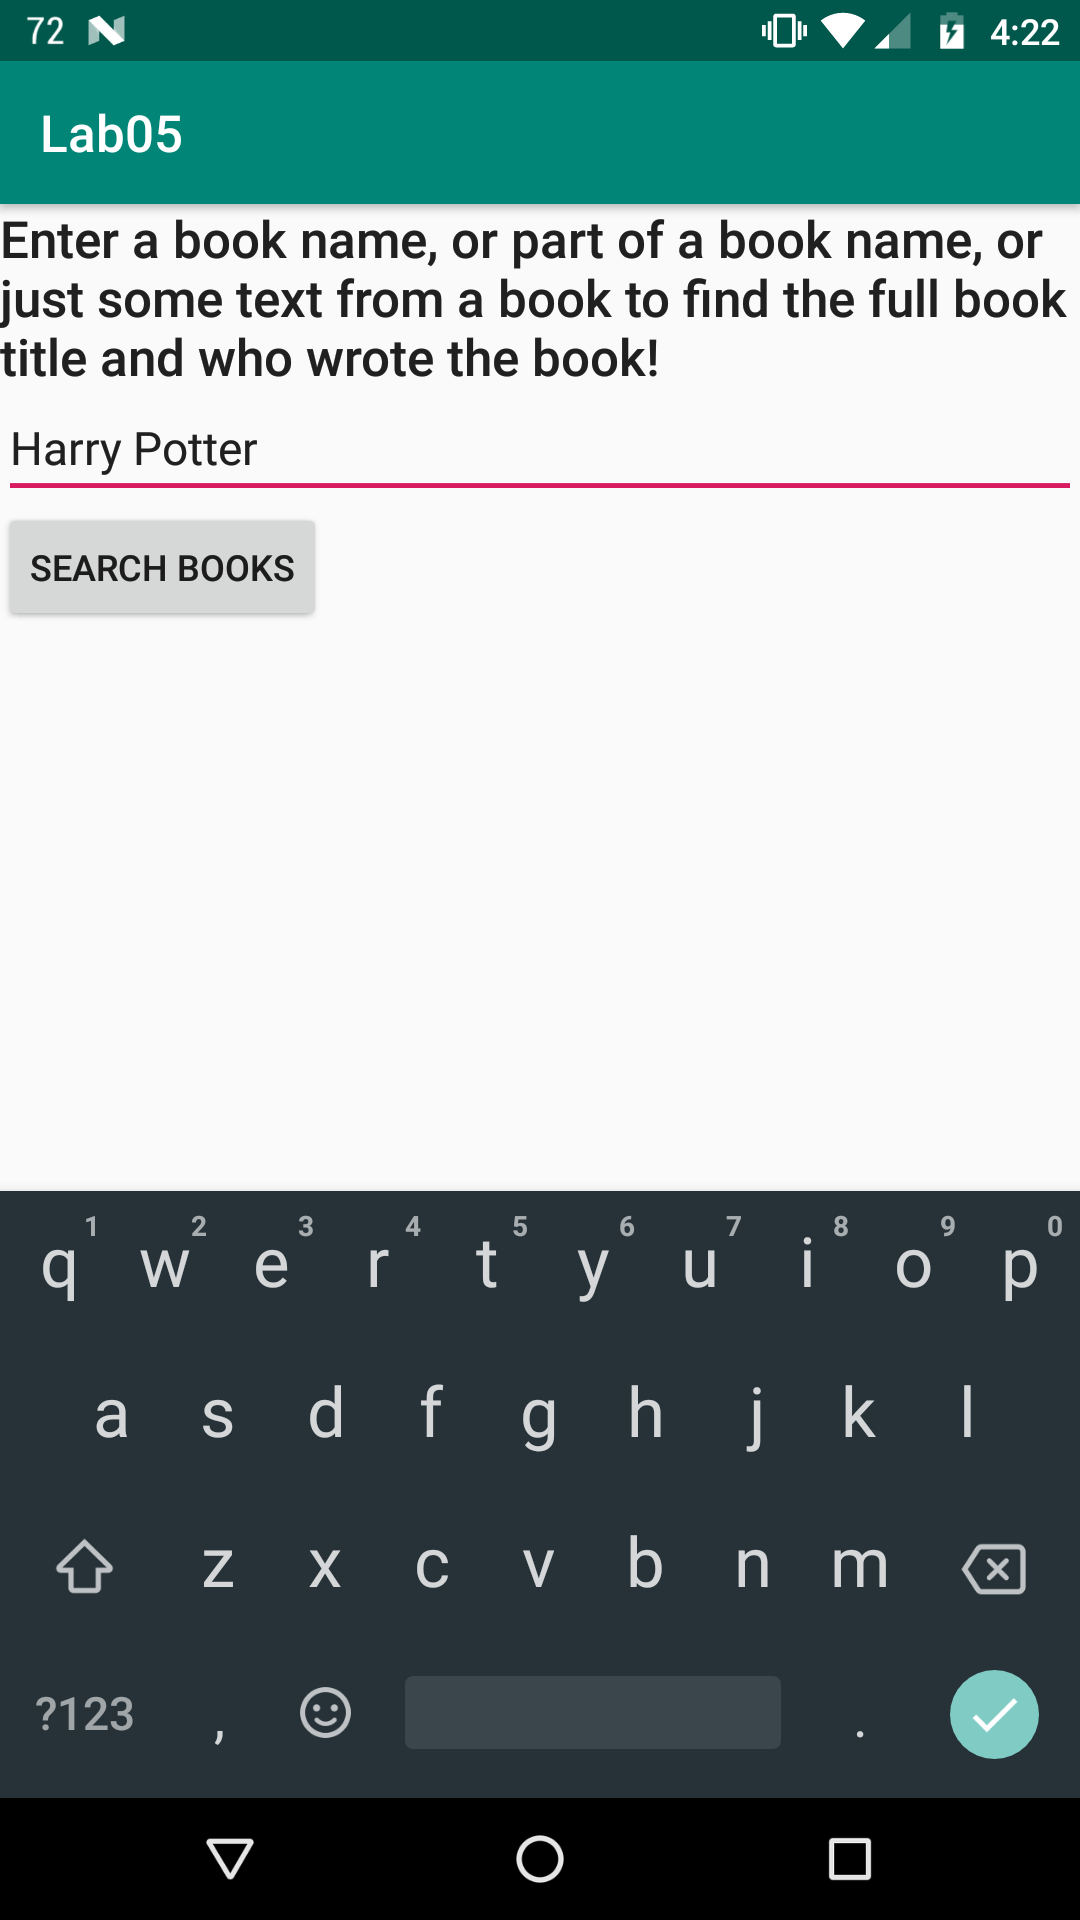 72 4:22
Lab05
Enter a book name, or part of a book name, or
just some text from a book to find the full book
title and who wrote the book!
Harry Potter
SEARCH BOOKS
1 2 3 4 5 6 7 8 9 0
q w e r t y u i o p
a s d f g h j k l
z x c v b n m
?123 , .